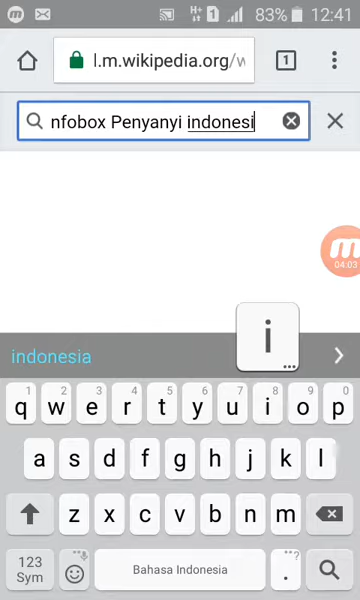 H+ 1 83% 12:41
l.m.wikipedia.org/w 1
nfobox Penyanyi indonesi
04:03
i
...
indonesia
1 2 3 4 5 6 7 8 9 0
q w e r t y u i o p
a s d f g h j k l
z x c v b n m
123
Sym
Bahasa Indonesia
. ?